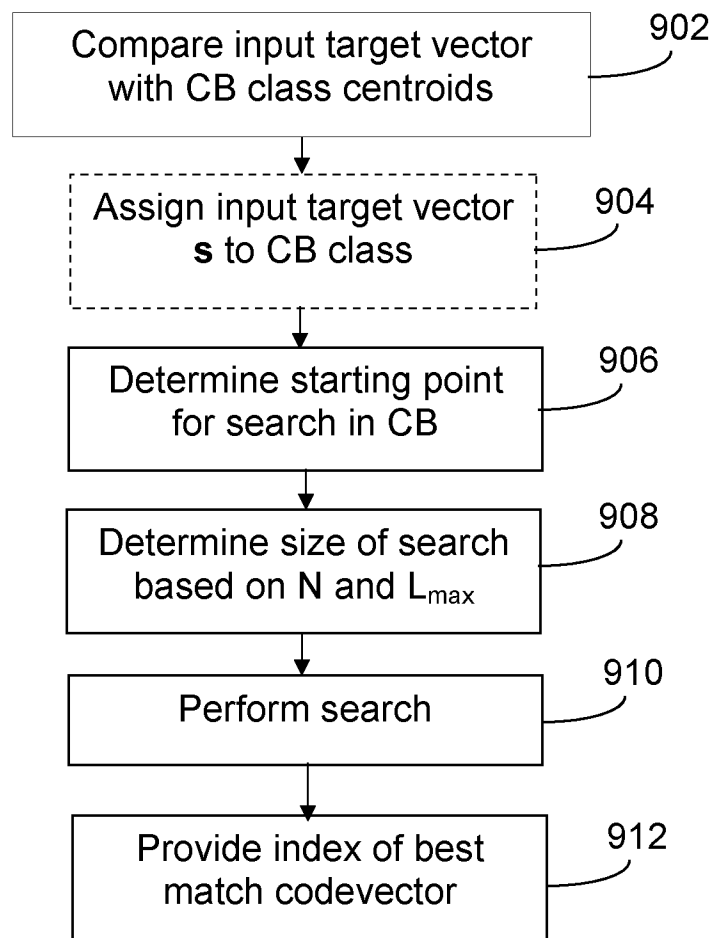 Compare input target vector
with CB class centroids
902
Assign input target vector
s to CB class
904
Determine starting point
for search in CB
906
Determine size of search
based on N and Lmax
908
Perform search
910
Provide index of best
match codevector
912